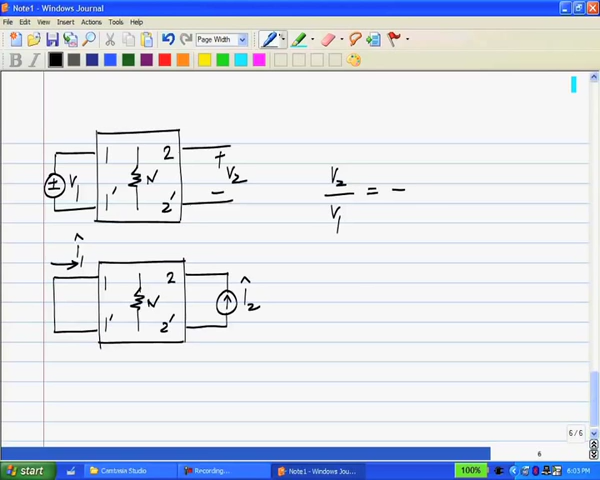 Note1 - Windows Journal
File Edit View Insert Actions Tools Help
Page Width
B I
1 2
± V1 N + V2 −
1' 2'
V2 / V1 = −
î1
1 2
N î2
1' 2'
6/6
6
start Camtasia Studio Recording... Note1 - Windows Jou... 100% 6:03 PM